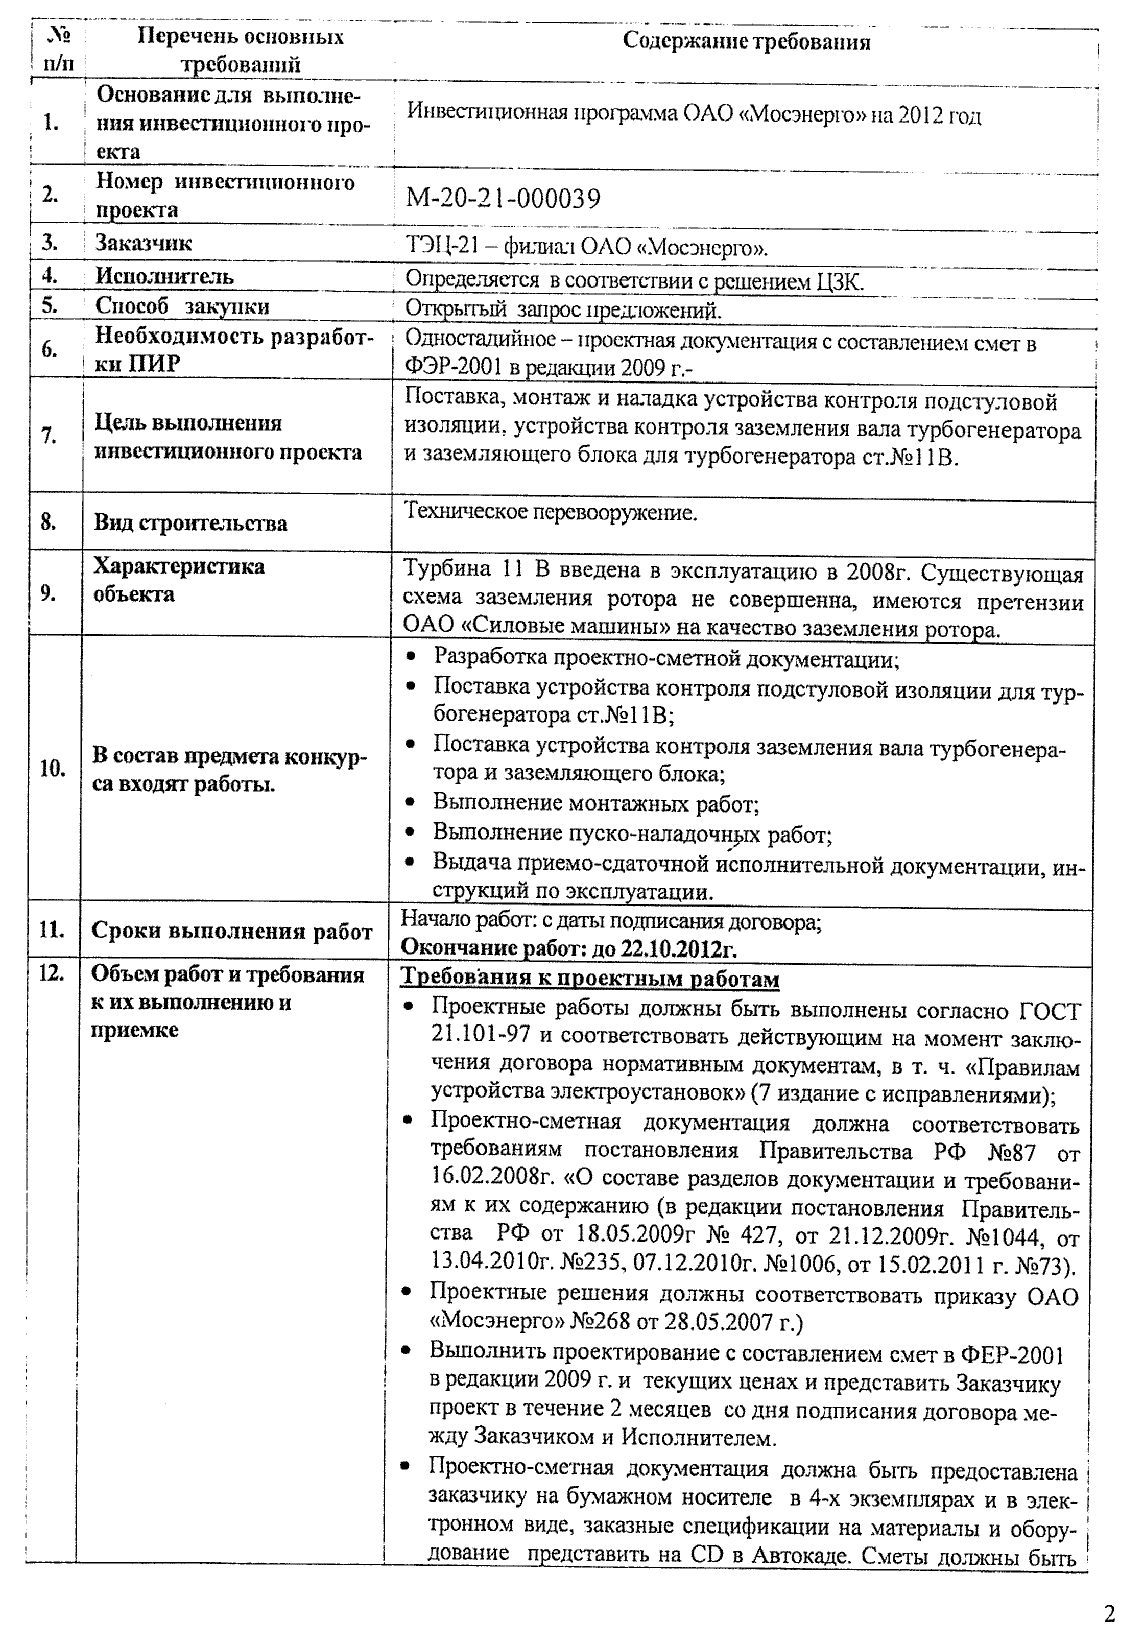 № Перечень основных Содержание требования
п/п требований
Основание для выполне-
1. ния инвестиционного про- Инвестиционная программа ОАО «Мосэнерго» на 2012 год
екта
2. Номер инвестиционного М-20-21-000039
проекта
3. Заказчик ТЭЦ-21 – филиал ОАО «Мосэнерго».
4. Исполнитель Определяется в соответствии с решением ЦЗК.
5. Способ закупки Открытый запрос предложений.
6. Необходимость разработ- Одностадийное – проектная документация с составлением смет в
ки ПИР ФЭР-2001 в редакции 2009 г.-
Поставка, монтаж и наладка устройства контроля подстуловой
7. Цель выполнения изоляции, устройства контроля заземления вала турбогенератора
инвестиционного проекта и заземляющего блока для турбогенератора ст.№11В.
8. Вид строительства Техническое перевооружение.
Характеристика Турбина 11 В введена в эксплуатацию в 2008г. Существующая
9. объекта схема заземления ротора не совершенна, имеются претензии
ОАО «Силовые машины» на качество заземления ротора.
10. В состав предмета конкур-
са входят работы.
• Разработка проектно-сметной документации;
• Поставка устройства контроля подстуловой изоляции для тур-
богенератора ст.№11В;
• Поставка устройства контроля заземления вала турбогенера-
тора и заземляющего блока;
• Выполнение монтажных работ;
• Выполнение пуско-наладочных работ;
• Выдача приемо-сдаточной исполнительной документации, ин-
струкций по эксплуатации.
11. Сроки выполнения работ Начало работ: с даты подписания договора;
Окончание работ: до 22.10.2012г.
12. Объем работ и требования
к их выполнению и
приемке
Требования к проектным работам
• Проектные работы должны быть выполнены согласно ГОСТ
21.101-97 и соответствовать действующим на момент заклю-
чения договора нормативным документам, в т. ч. «Правилам
устройства электроустановок» (7 издание с исправлениями);
• Проектно-сметная документация должна соответствовать
требованиям постановления Правительства РФ №87 от
16.02.2008г. «О составе разделов документации и требовани-
ям к их содержанию (в редакции постановления Правитель-
ства РФ от 18.05.2009г № 427, от 21.12.2009г. №1044, от
13.04.2010г. №235, 07.12.2010г. №1006, от 15.02.2011 г. №73).
• Проектные решения должны соответствовать приказу ОАО
«Мосэнерго» №268 от 28.05.2007 г.)
• Выполнить проектирование с составлением смет в ФЕР-2001
в редакции 2009 г. и текущих ценах и представить Заказчику
проект в течение 2 месяцев со дня подписания договора ме-
жду Заказчиком и Исполнителем.
• Проектно-сметная документация должна быть предоставлена
заказчику на бумажном носителе в 4-х экземплярах и в элек-
тронном виде, заказные спецификации на материалы и обору-
дование представить на CD в Автокаде. Сметы должны быть
2